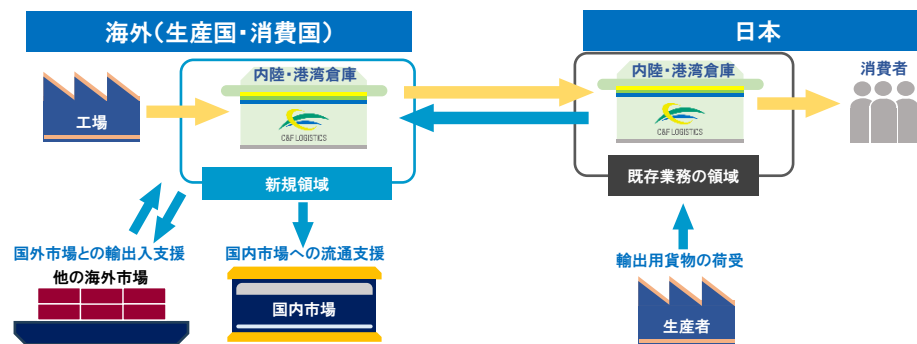 海外(生産国・消費国)
日本
内陸・港湾倉庫
C&F LOGISTICS
工場
新規領域
内陸・港湾倉庫
C&F LOGISTICS
消費者
既存業務の領域
国外市場との輸出入支援
他の海外市場
国内市場への流通支援
国内市場
輸出用貨物の荷受
生産者